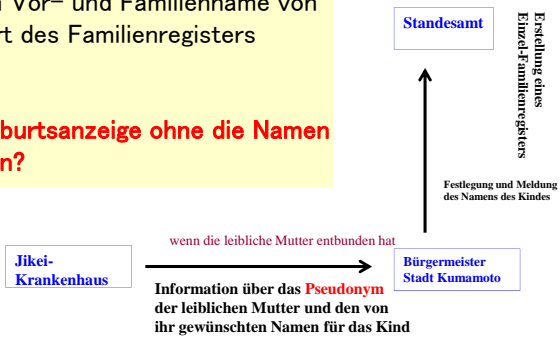 Vor- und Familienname von
rt des Familienregisters
ohne die Namen
Standesamt
Erstellung eines
Einzel-Familienregisters
Festlegung und Meldung
des Namens des Kindes
wenn die leibliche Mutter entbunden hat
Jikei-
Krankenhaus
Bürgermeister
Stadt Kumamoto
Information über das Pseudonym
der leiblichen Mutter und den von
ihr gewünschten Namen für das Kind